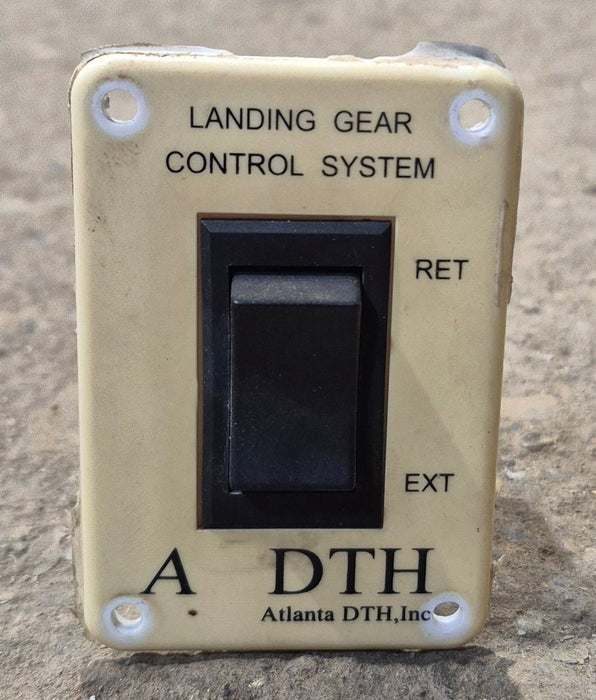 LANDING GEAR
CONTROL SYSTEM
RET
EXT
A DTH
Atlanta DTH,Inc